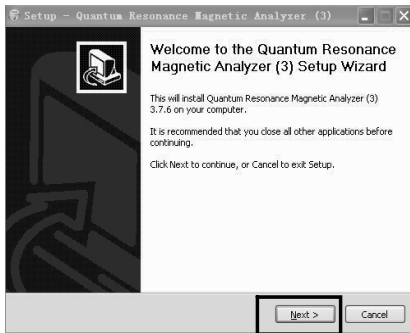 Setup - Quantum Resonance Magnetic Analyzer (3)
Welcome to the Quantum Resonance
Magnetic Analyzer (3) Setup Wizard
This will install Quantum Resonance Magnetic Analyzer (3)
3.7.6 on your computer.
It is recommended that you close all other applications before
continuing.
Click Next to continue, or Cancel to exit Setup.
Next >
Cancel